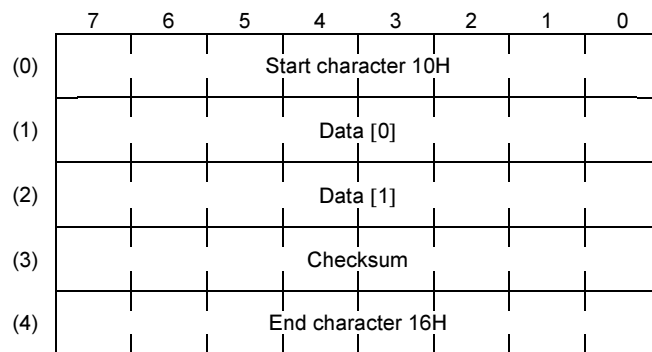 7 6 5 4 3 2 1 0
(0) Start character 10H
(1) Data [0]
(2) Data [1]
(3) Checksum
(4) End character 16H